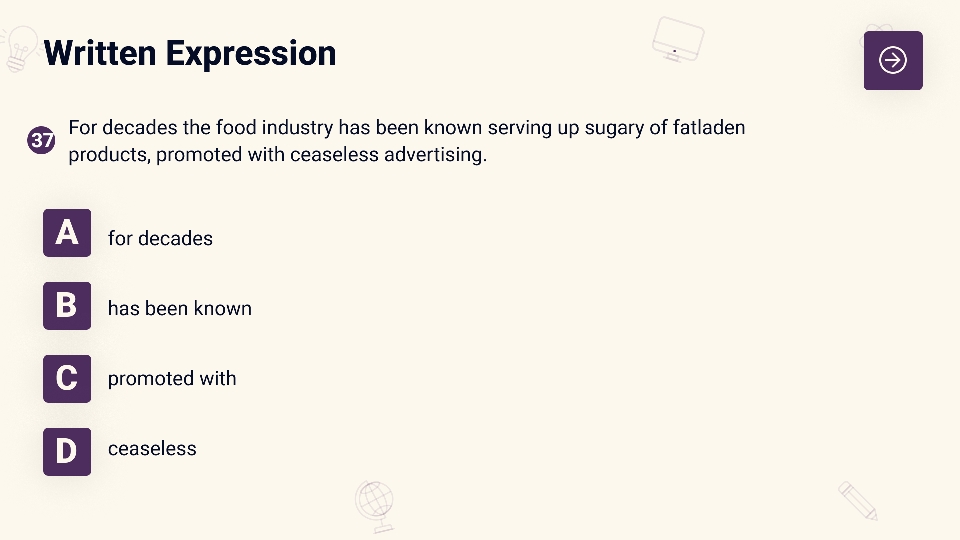 Written Expression
37
For decades the food industry has been known serving up sugary of fatladen
products, promoted with ceaseless advertising.
A
for decades
B
has been known
C
promoted with
D
ceaseless